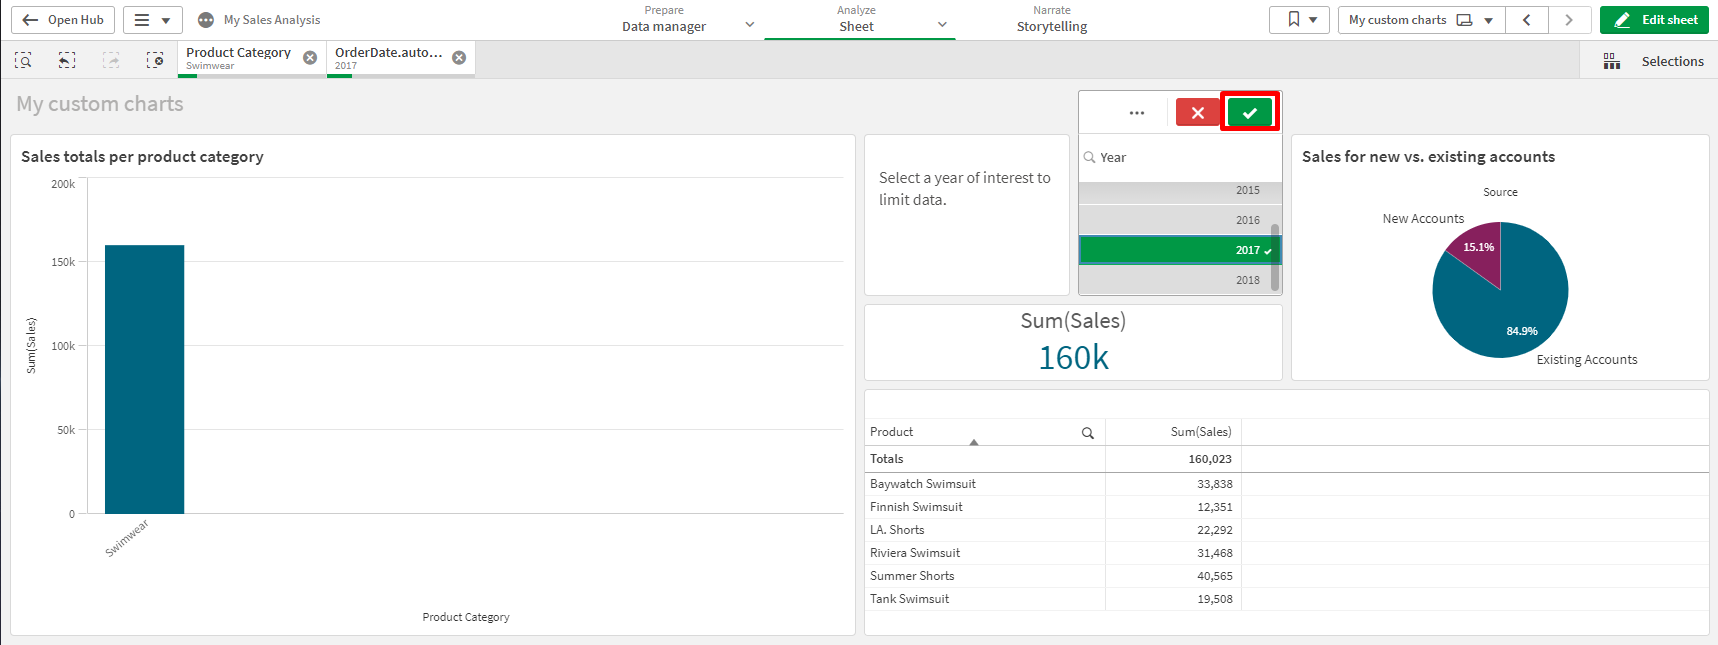 Open Hub
My Sales Analysis
Prepare
Data manager
Analyze
Sheet
Narrate
Storytelling
My custom charts
Edit sheet
Product Category
Swimwear
OrderDate.auto...
2017
Selections
My custom charts
Sales totals per product category
200k
150k
100k
50k
0
Sum(Sales)
Swimwear
Product Category
Select a year of interest to
limit data.
Year
2015
2016
2017
2018
Sum(Sales)
160k
Sales for new vs. existing accounts
Source
New Accounts
15.1%
84.9%
Existing Accounts
Product Sum(Sales)
Totals 160,023
Baywatch Swimsuit 33,838
Finnish Swimsuit 12,351
LA. Shorts 22,292
Riviera Swimsuit 31,468
Summer Shorts 40,565
Tank Swimsuit 19,508